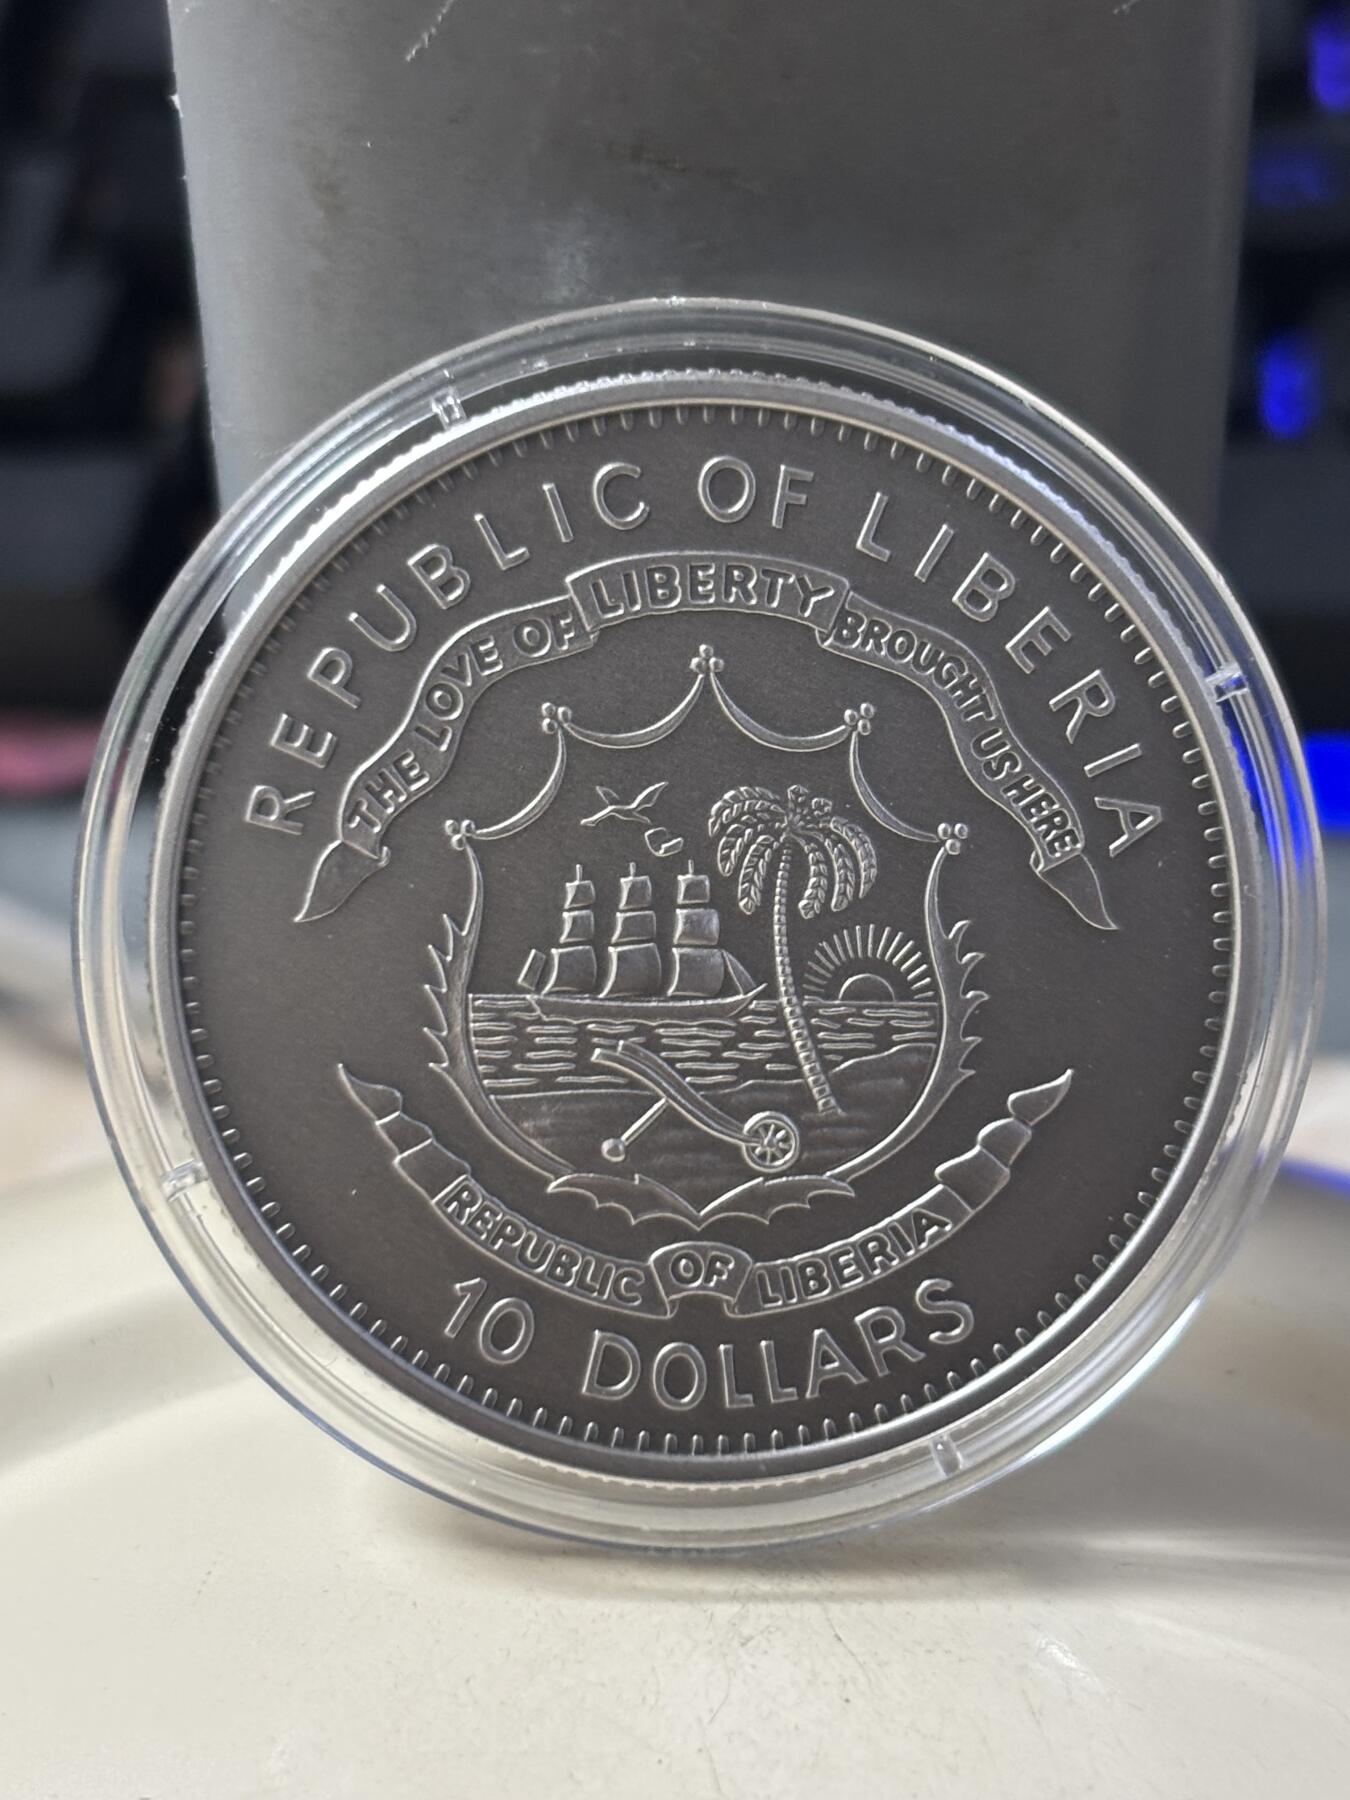 REPUBLIC OF LIBERIA
THE LOVE OF LIBERTY BROUGHT US HERE
REPUBLIC OF LIBERIA
10 DOLLARS